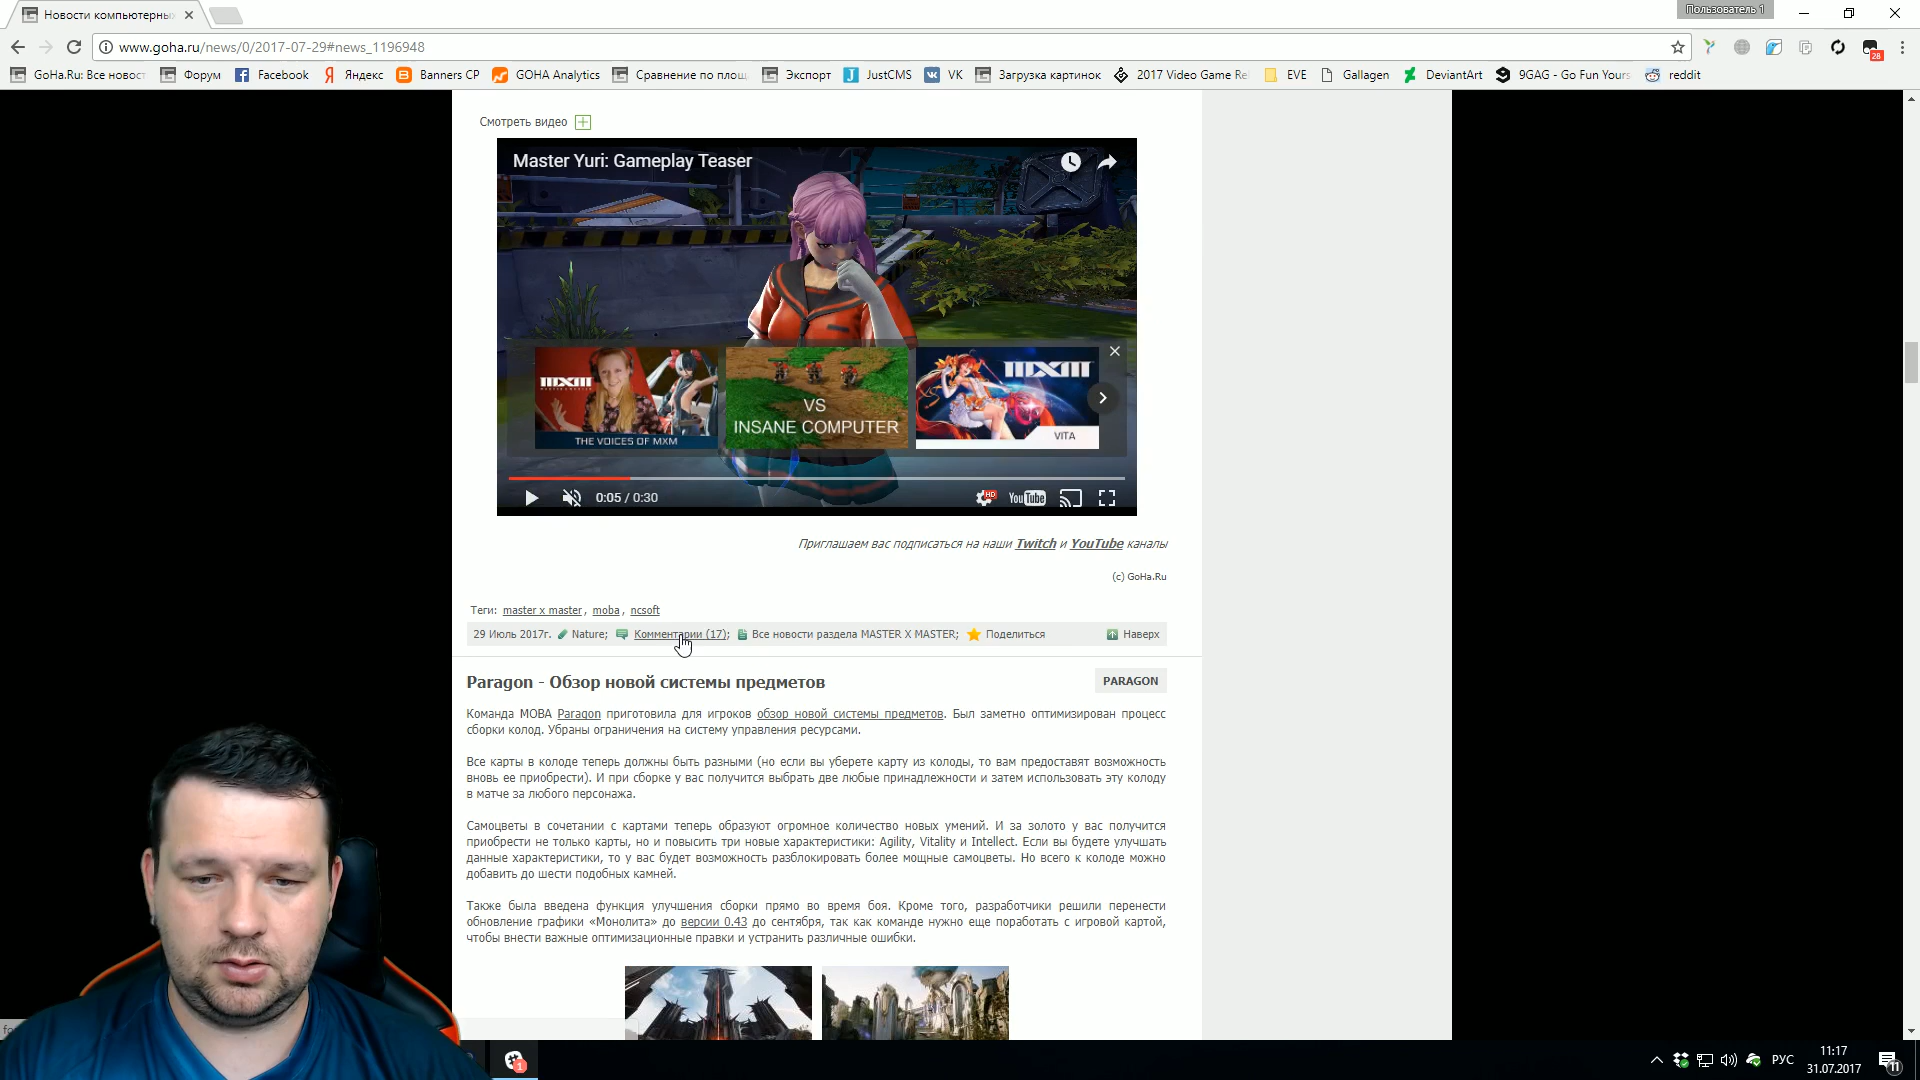 Новости компьютерны
Пользователь 1
www.goha.ru/news/0/2017-07-29#news_1196948
28
GoHa.Ru: Все новост
Форум
Facebook
Яндекс
Banners CP
GOHA Analytics
Сравнение по площ
Экспорт
JustCMS
VK
Загрузка картинок
2017 Video Game Rel
EVE
Gallagen
DeviantArt
9GAG - Go Fun Yours
reddit
Смотреть видео
Master Yuri: Gameplay Teaser
MXM
THE VOICES OF MXM
VS
INSANE COMPUTER
MXM
VITA
0:05 / 0:30
HD
YouTube
Приглашаем вас подписаться на наши Twitch и YouTube каналы
(c) GoHa.Ru
Теги: master x master, moba, ncsoft
29 Июль 2017г. Nature; Комментарии (17); Все новости раздела MASTER X MASTER; Поделиться Наверх
Paragon - Обзор новой системы предметов
PARAGON
Команда MOBA Paragon приготовила для игроков обзор новой системы предметов. Был заметно оптимизирован процесс
сборки колод. Убраны ограничения на систему управления ресурсами.
Все карты в колоде теперь должны быть разными (но если вы уберете карту из колоды, то вам предоставят возможность
вновь ее приобрести). И при сборке у вас получится выбрать две любые принадлежности и затем использовать эту колоду
в матче за любого персонажа.
Самоцветы в сочетании с картами теперь образуют огромное количество новых умений. И за золото у вас получится
приобрести не только карты, но и повысить три новые характеристики: Agility, Vitality и Intellect. Если вы будете улучшать
данные характеристики, то у вас будет возможность разблокировать более мощные самоцветы. Но всего к колоде можно
добавить до шести подобных камней.
Также была введена функция улучшения сборки прямо во время боя. Кроме того, разработчики решили перенести
обновление графики «Монолита» до версии 0.43 до сентября, так как команде нужно еще поработать с игровой картой,
чтобы внести важные оптимизационные правки и устранить различные ошибки.
1
РУС
11:17
31.07.2017
11